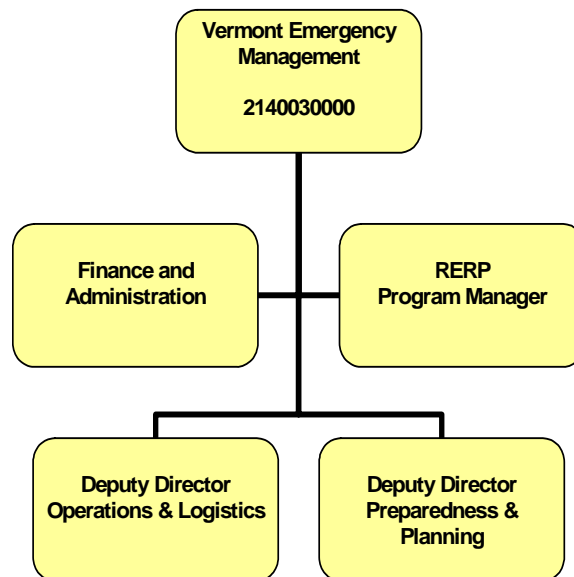 Vermont Emergency
Management
2140030000
Finance and
Administration
RERP
Program Manager
Deputy Director
Operations & Logistics
Deputy Director
Preparedness &
Planning